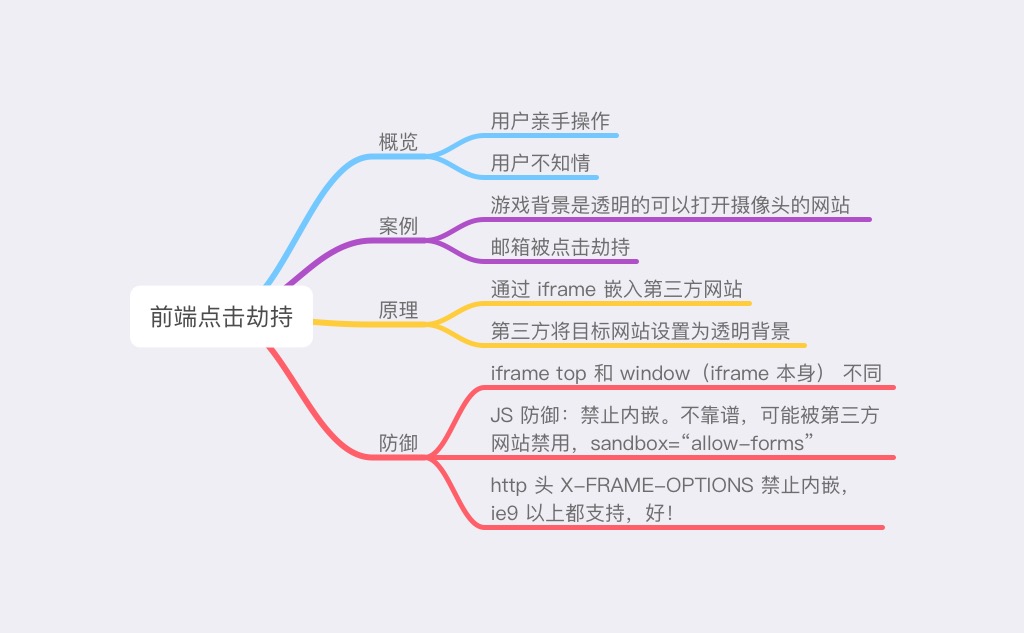 概览
用户亲手操作
用户不知情
案例
游戏背景是透明的可以打开摄像头的网站
邮箱被点击劫持
前端点击劫持
原理
通过 iframe 嵌入第三方网站
第三方将目标网站设置为透明背景
防御
iframe top 和 window（iframe 本身） 不同
JS 防御：禁止内嵌。不靠谱，可能被第三方
网站禁用，sandbox=“allow-forms”
http 头 X-FRAME-OPTIONS 禁止内嵌，
ie9 以上都支持，好！